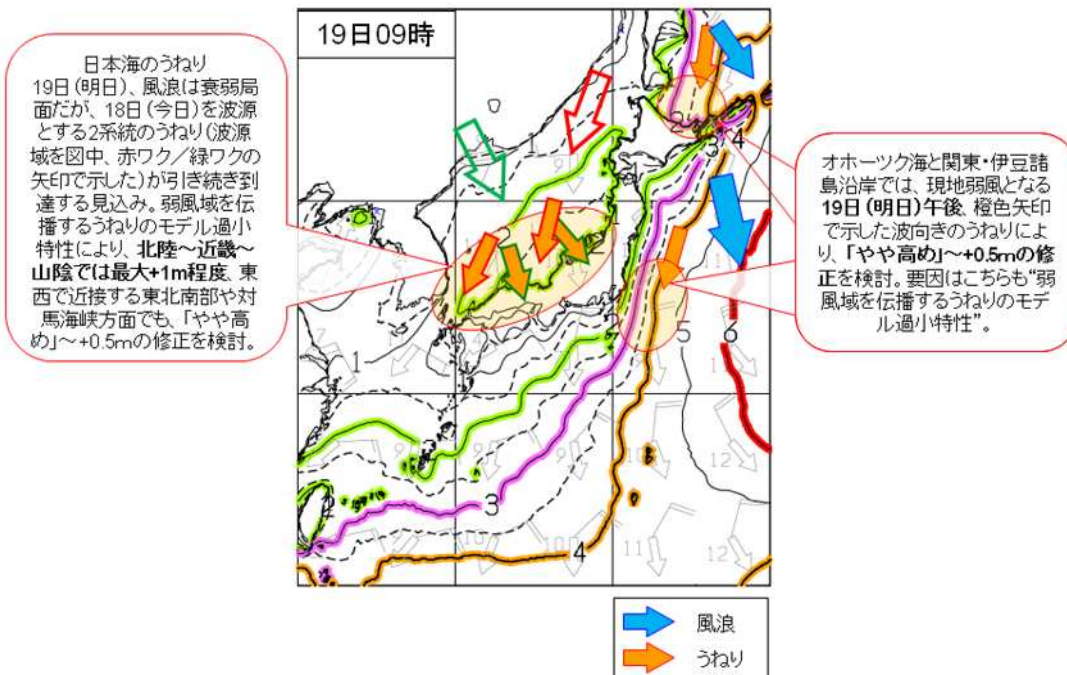 19日09時
日本海のうねり
19日(明日)、風浪は衰弱局
面だが、18日(今日)を波源
とする2系統のうねり(波源
域を図中、赤ワク/緑ワクの
矢印で示した)が引き続き到
達する見込み。弱風域を伝
播するうねりのモデル過小
特性により、北陸~近畿~
山陰では最大+1m程度、東
西で近接する東北南部や対
馬海峡方面でも、「やや高
め」~+0.5mの修正を検討。
オホーツク海と関東・伊豆諸
島沿岸では、現地弱風となる
19日(明日)午後、橙色矢印
で示した波向きのうねりによ
り、「やや高め」~+0.5mの修
正を検討。要因はこちらも“弱
風域を伝播するうねりのモデ
ル過小特性”。
2
3
4
9
11
5
6
1
9
9
10
12
3
10
4
11
12
風浪
うねり